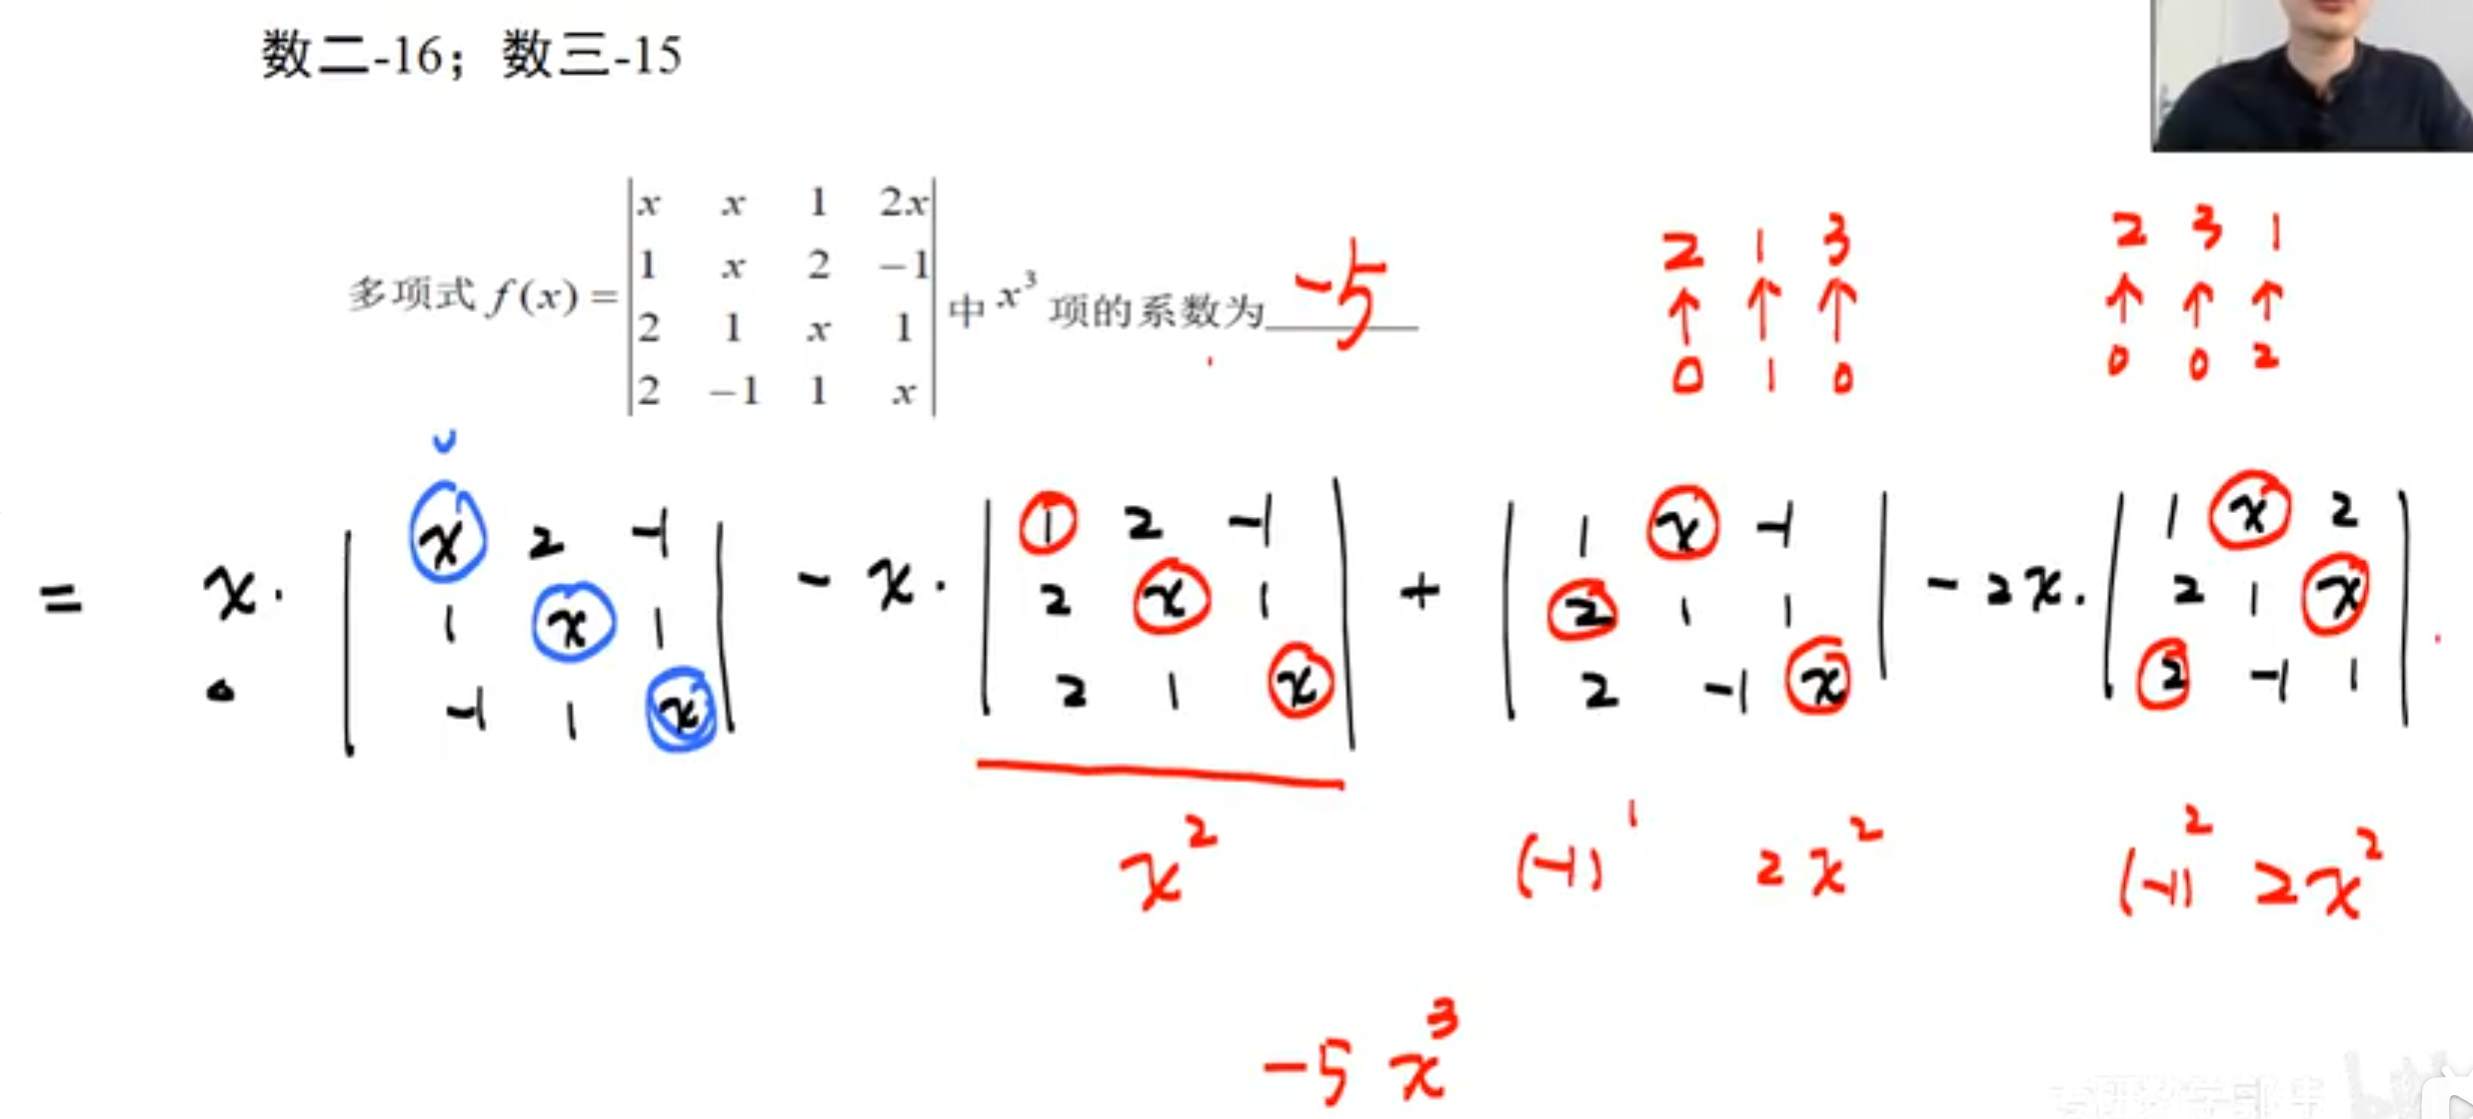 数二-16；数三-15
多项式 f(x) = | x x 1 2x | 中 x³ 项的系数为 -5
| 1 x 2 -1 |
| 2 1 x 1 |
| 2 -1 1 x |
2 1 3
↑ ↑ ↑
0 1 0
2 3 1
↑ ↑ ↑
0 0 2
= x · | x 2 -1 | - x · | 1 2 -1 | + | 1 x -1 | - 2x · | 1 x 2 |
| 1 x 1 | | 2 x 1 | | 2 1 1 | | 2 1 x |
| -1 1 x | | 2 1 x | | 2 -1 x | | 2 -1 1 |
x² (-1)¹ 2x² (-1)² 2x²
-5 x³